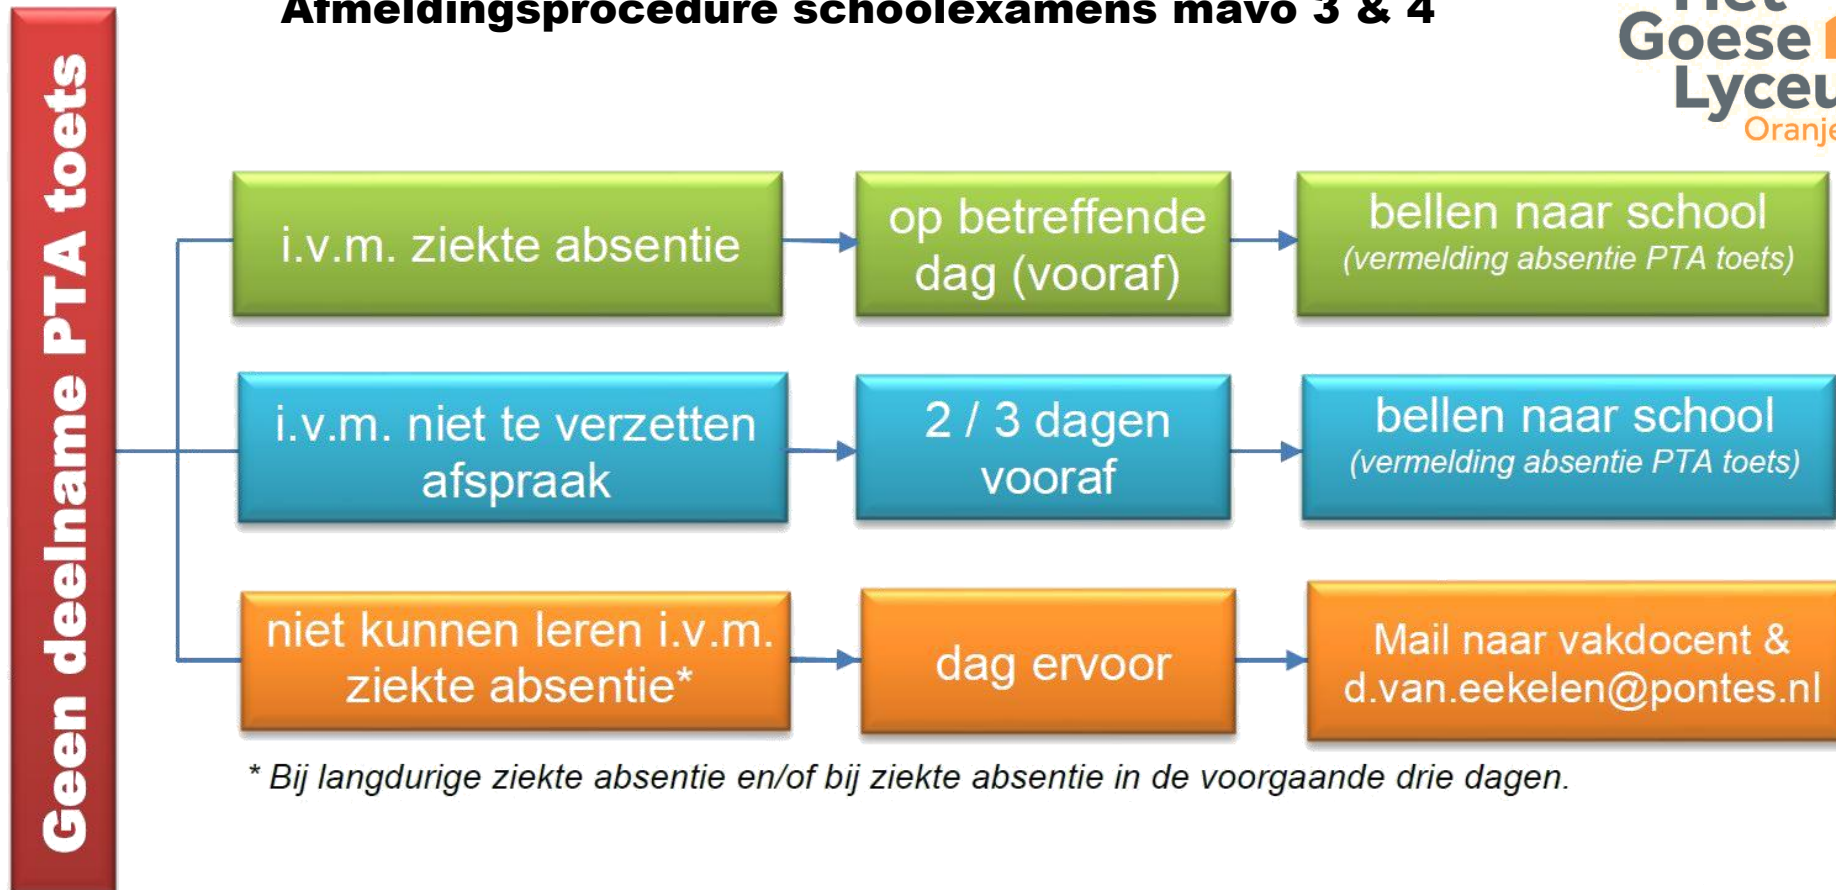 Afmeldingsprocedure schoolexamens mavo 3 & 4
Het
Goese
Lyceu
Oranje
Geen deelname PTA toets
i.v.m. ziekte absentie
op betreffende
dag (vooraf)
bellen naar school
(vermelding absentie PTA toets)
i.v.m. niet te verzetten
afspraak
2 / 3 dagen
vooraf
bellen naar school
(vermelding absentie PTA toets)
niet kunnen leren i.v.m.
ziekte absentie*
dag ervoor
Mail naar vakdocent &
d.van.eekelen@pontes.nl
* Bij langdurige ziekte absentie en/of bij ziekte absentie in de voorgaande drie dagen.